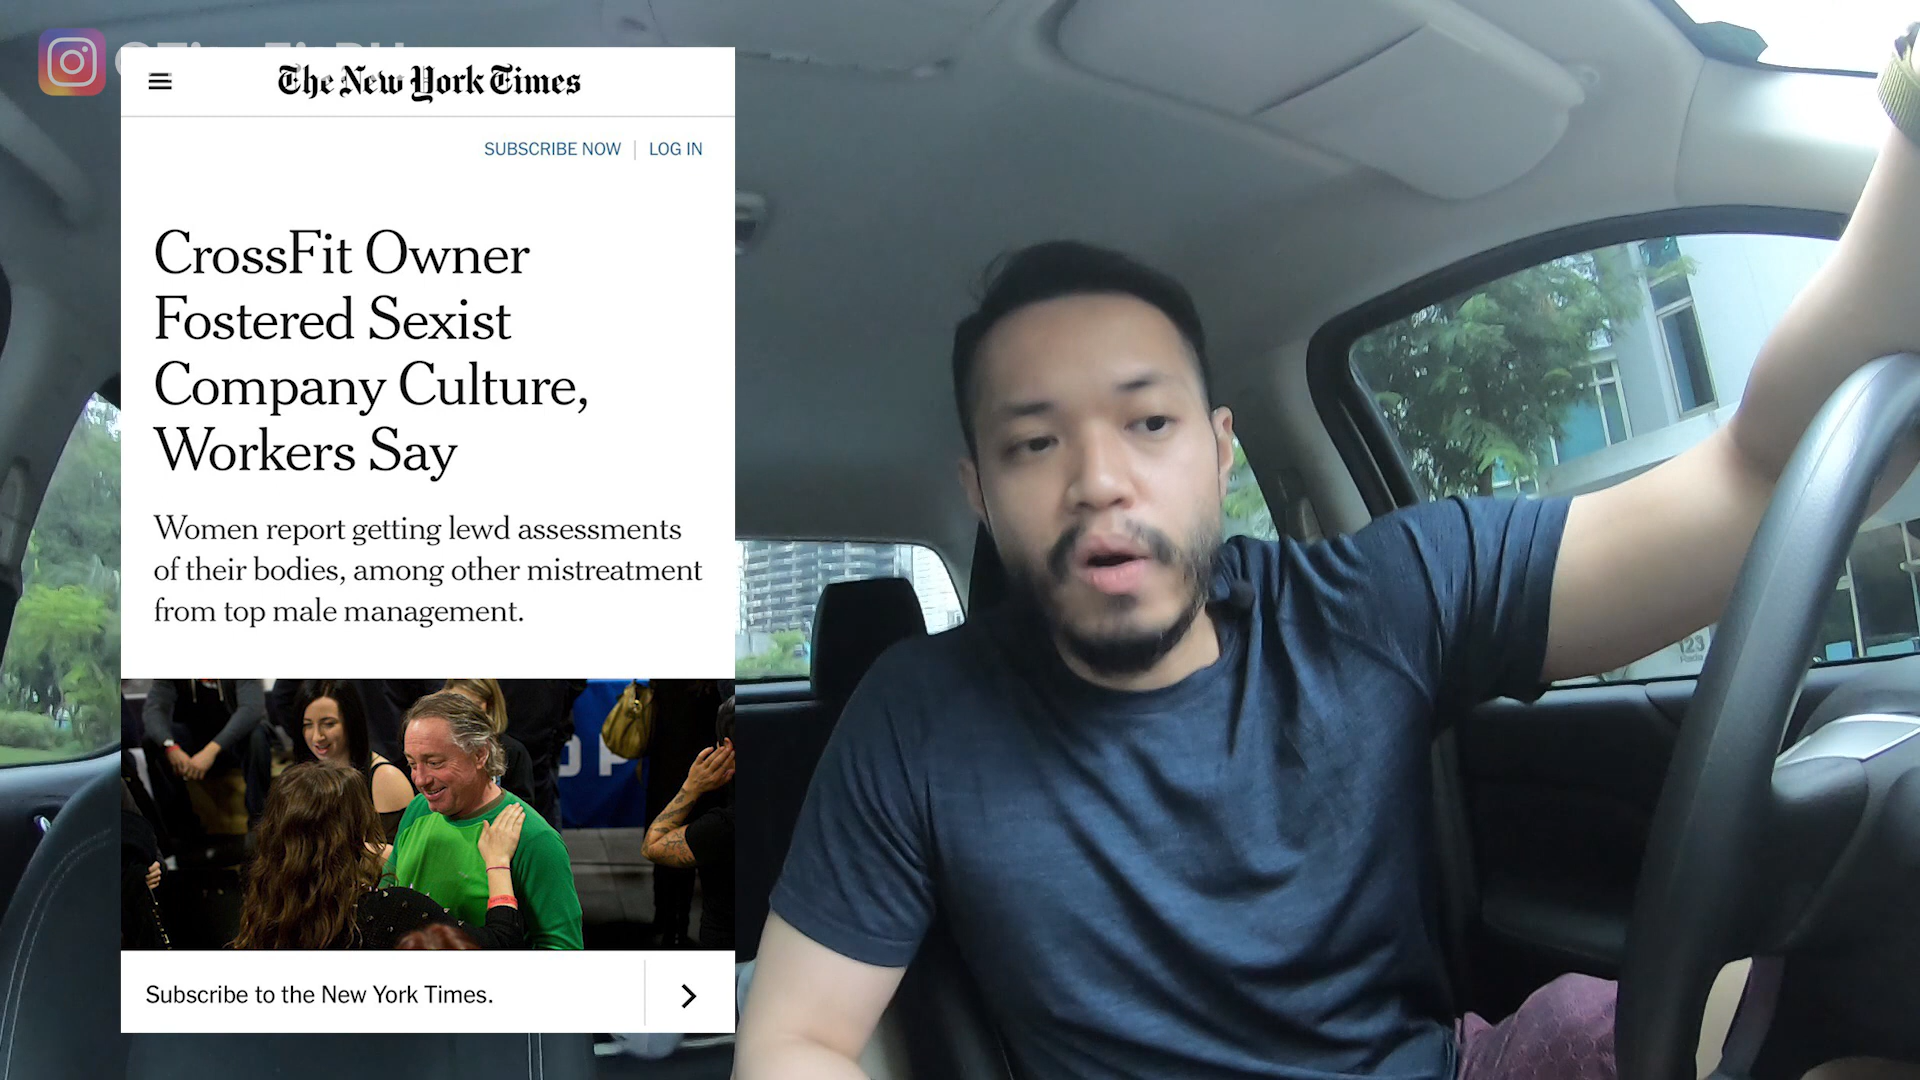 The New York Times
SUBSCRIBE NOW | LOG IN
CrossFit Owner
Fostered Sexist
Company Culture,
Workers Say
Women report getting lewd assessments
of their bodies, among other mistreatment
from top male management.
Subscribe to the New York Times.
123